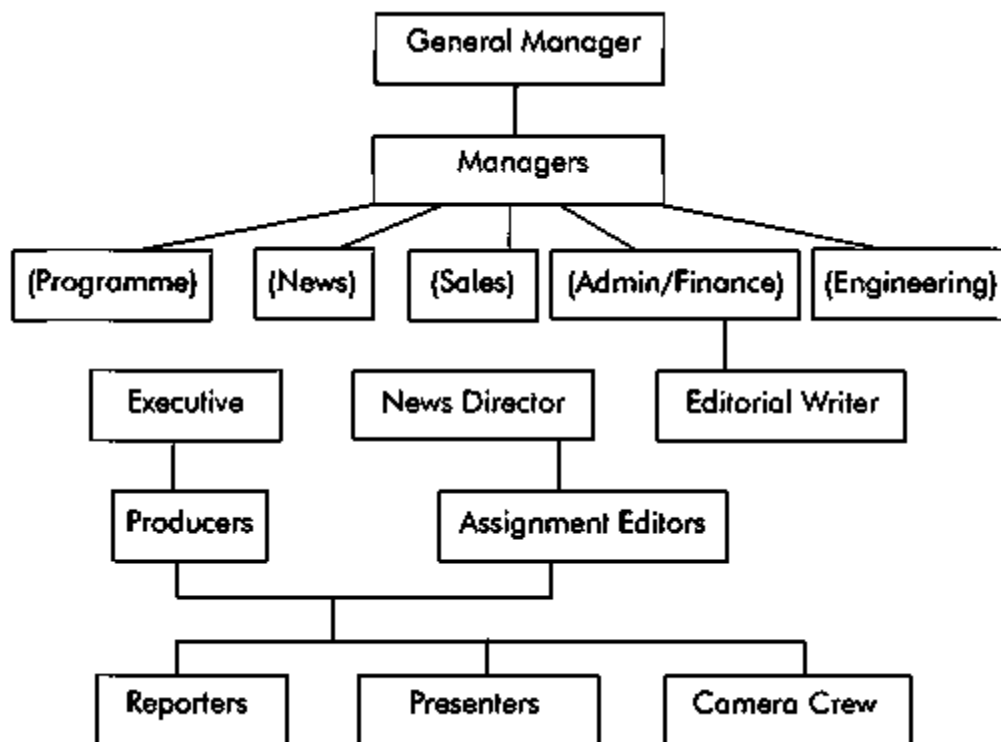 General Manager
Managers
(Programme) (News) (Sales) (Admin/Finance) (Engineering)
Executive News Director Editorial Writer
Producers Assignment Editors
Reporters Presenters Camera Crew